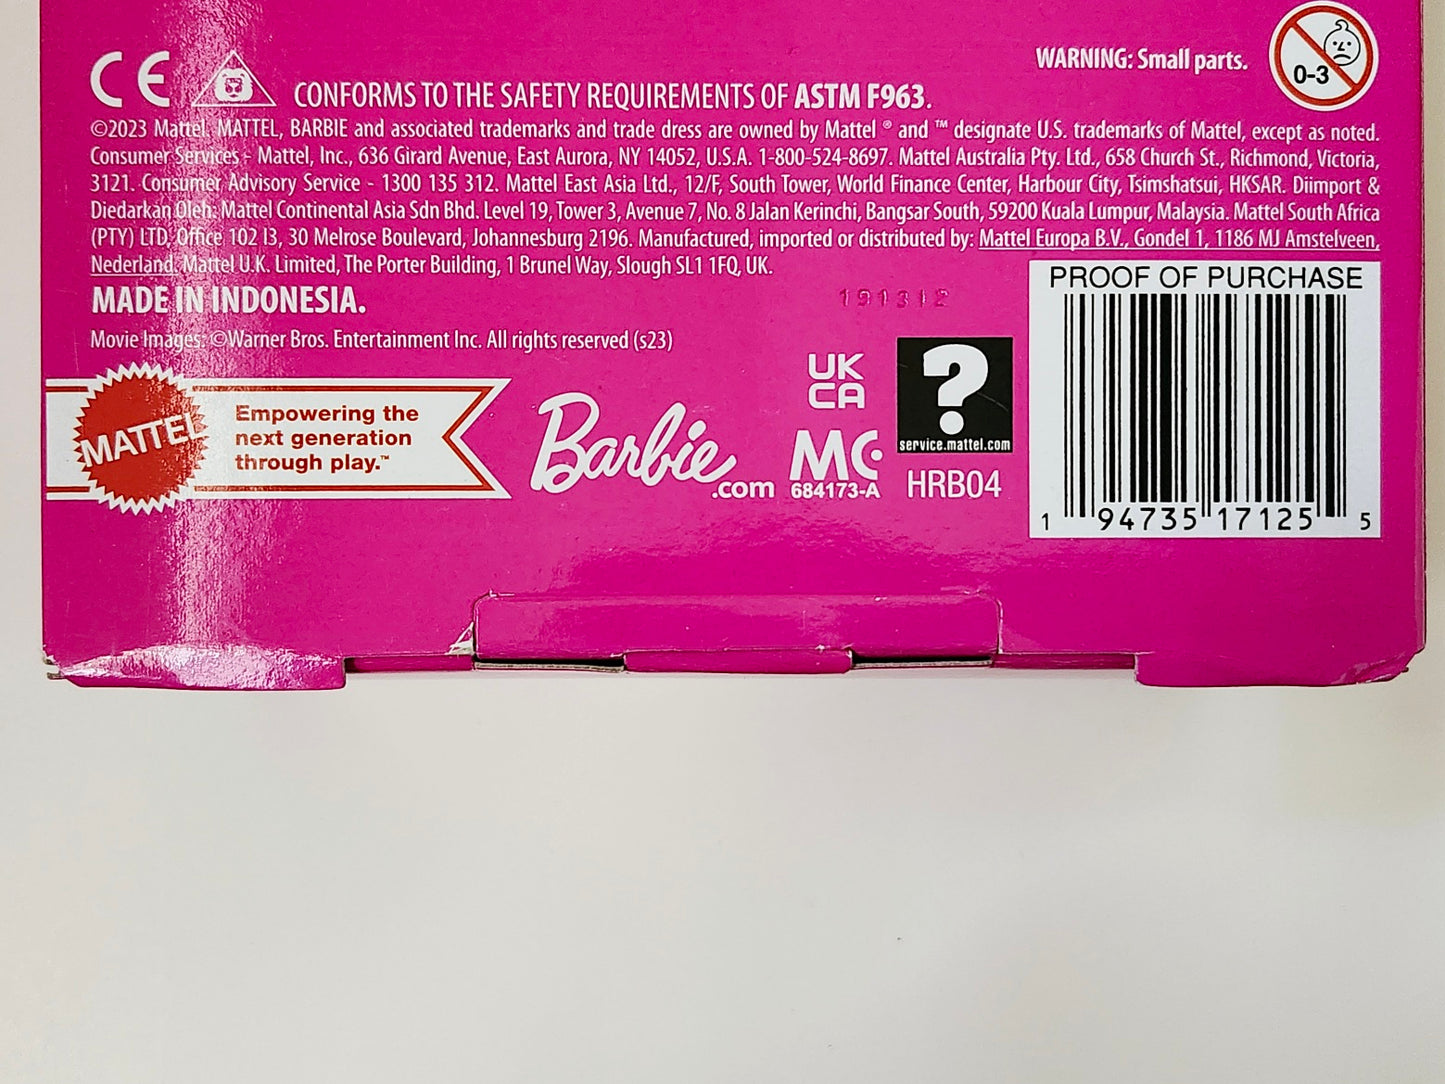 WARNING: Small parts.
0-3
CE
CONFORMS TO THE SAFETY REQUIREMENTS OF ASTM F963.
©2023 Mattel. MATTEL, BARBIE and associated trademarks and trade dress are owned by Mattel ® and ™ designate U.S. trademarks of Mattel, except as noted.
Consumer Services - Mattel, Inc., 636 Girard Avenue, East Aurora, NY 14052, U.S.A. 1-800-524-8697. Mattel Australia Pty. Ltd., 658 Church St., Richmond, Victoria,
3121. Consumer Advisory Service - 1300 135 312. Mattel East Asia Ltd., 12/F, South Tower, World Finance Center, Harbour City, Tsimshatsui, HKSAR. Diimport &
Diedarkan Oleh: Mattel Continental Asia Sdn Bhd. Level 19, Tower 3, Avenue 7, No. 8 Jalan Kerinchi, Bangsar South, 59200 Kuala Lumpur, Malaysia. Mattel South Africa
(PTY) LTD, Office 102 I3, 30 Melrose Boulevard, Johannesburg 2196. Manufactured, imported or distributed by: Mattel Europa B.V., Gondel 1, 1186 MJ Amstelveen,
Nederland. Mattel U.K. Limited, The Porter Building, 1 Brunel Way, Slough SL1 1FQ, UK.
MADE IN INDONESIA.
191312
Movie Images: ©Warner Bros. Entertainment Inc. All rights reserved (s23)
MATTEL
Empowering the
next generation
through play.™
Barbie
.com
UK
CA
MC
684173-A
?
service.mattel.com
HRB04
PROOF OF PURCHASE
1 94735 17125 5